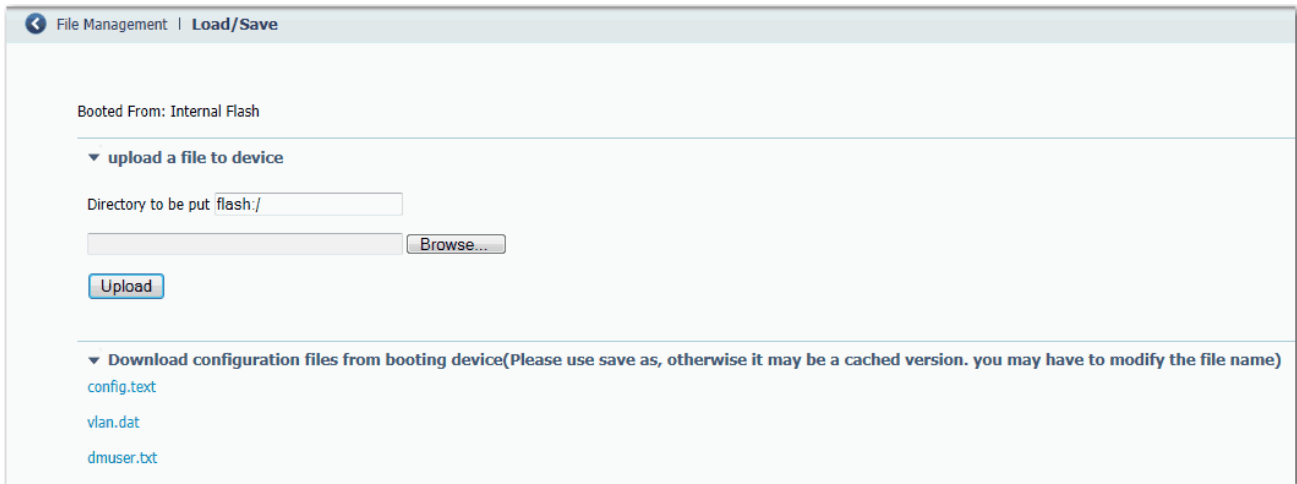 File Management | Load/Save
Booted From: Internal Flash
upload a file to device
Directory to be put flash:/
Browse...
Upload
Download configuration files from booting device(Please use save as, otherwise it may be a cached version. you may have to modify the file name)
config.text
vlan.dat
dmuser.txt